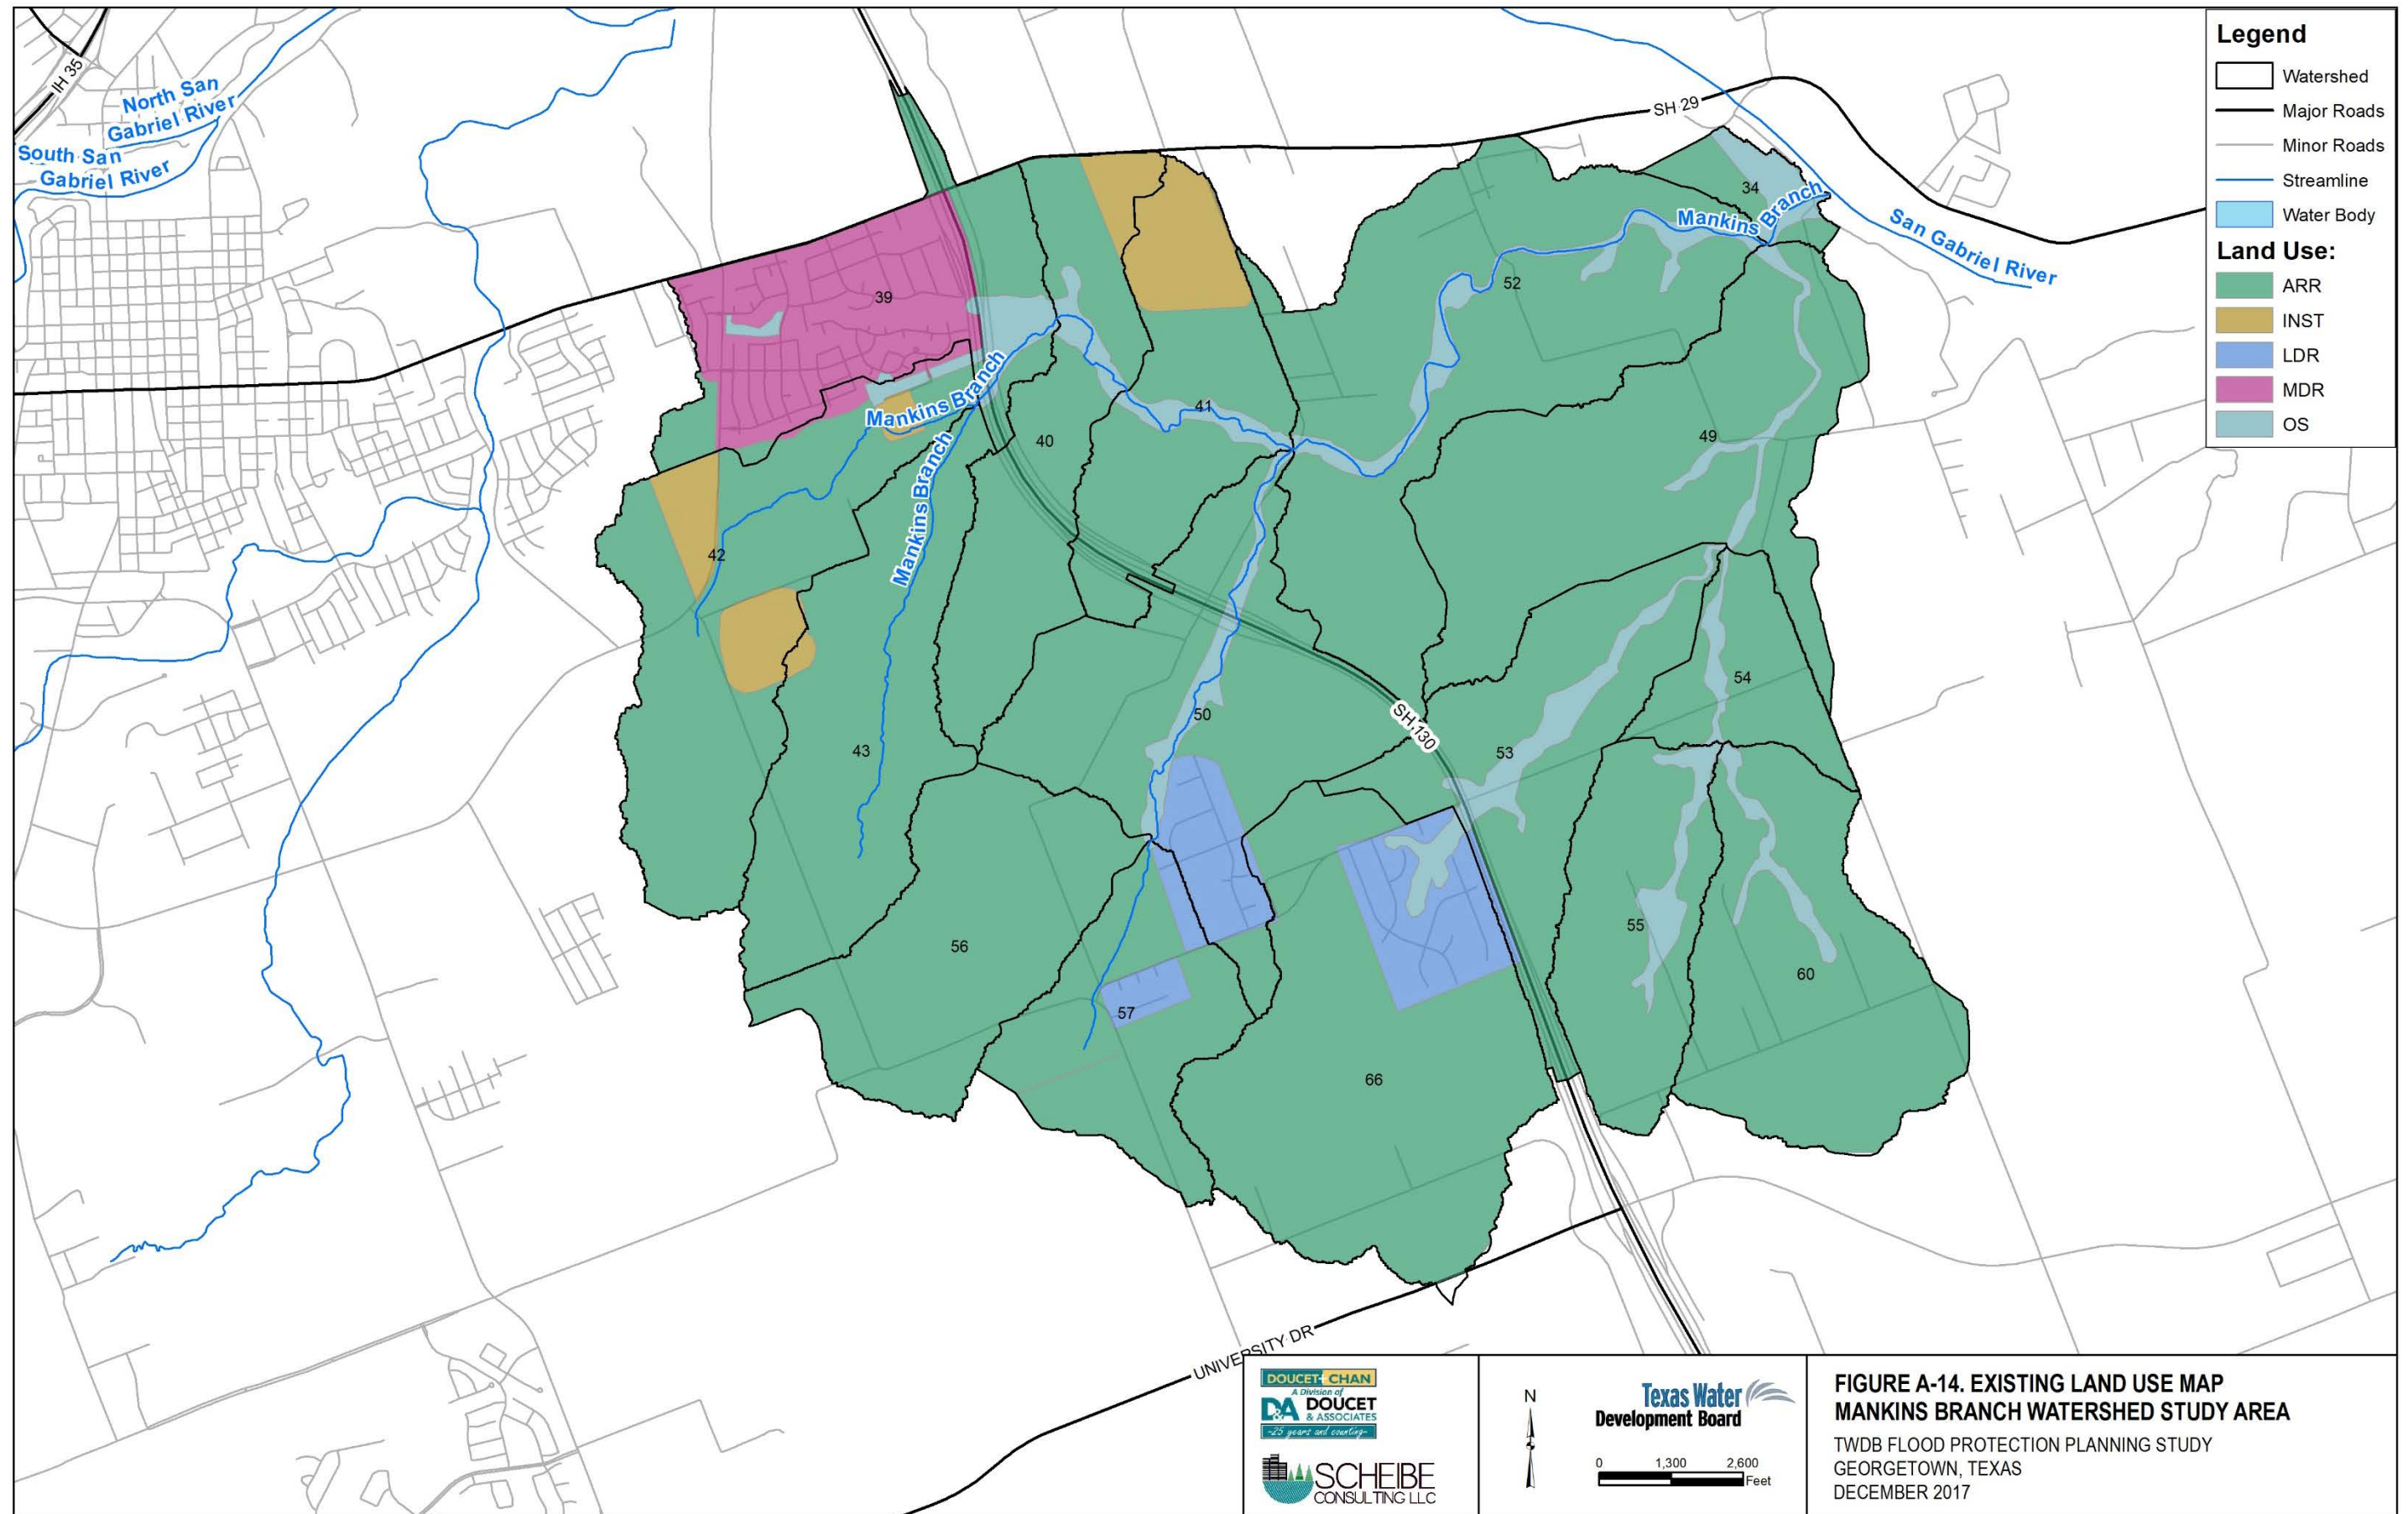 IH 35
North San
Gabriel River
South San
Gabriel River
SH 29
34
Mankins Branch
San Gabriel River
39
52
Mankins Branch
Mankins Branch
41
40
49
42
54
50
SH 130
53
43
55
56
60
57
66
UNIVERSITY DR
Legend
Watershed
Major Roads
Minor Roads
Streamline
Water Body
Land Use:
ARR
INST
LDR
MDR
OS
DOUCET+CHAN
A Division of
D&A DOUCET
& ASSOCIATES
-25 years and counting-
SCHEIBE
CONSULTING LLC
N
Texas Water
Development Board
0 1,300 2,600
Feet
FIGURE A-14. EXISTING LAND USE MAP
MANKINS BRANCH WATERSHED STUDY AREA
TWDB FLOOD PROTECTION PLANNING STUDY
GEORGETOWN, TEXAS
DECEMBER 2017